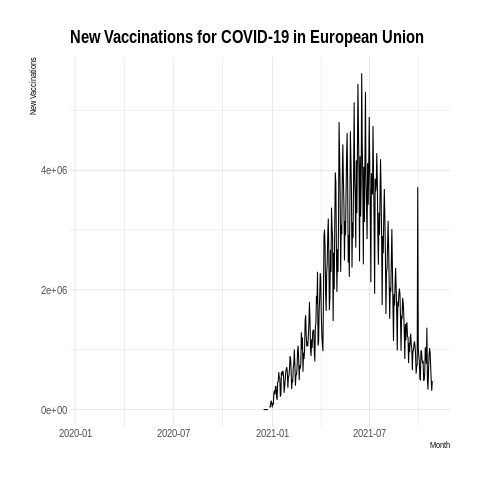 New Vaccinations for COVID-19 in European Union
New Vaccinations
4e+06
2e+06
0e+00
2020-01
2020-07
2021-01
2021-07
Month